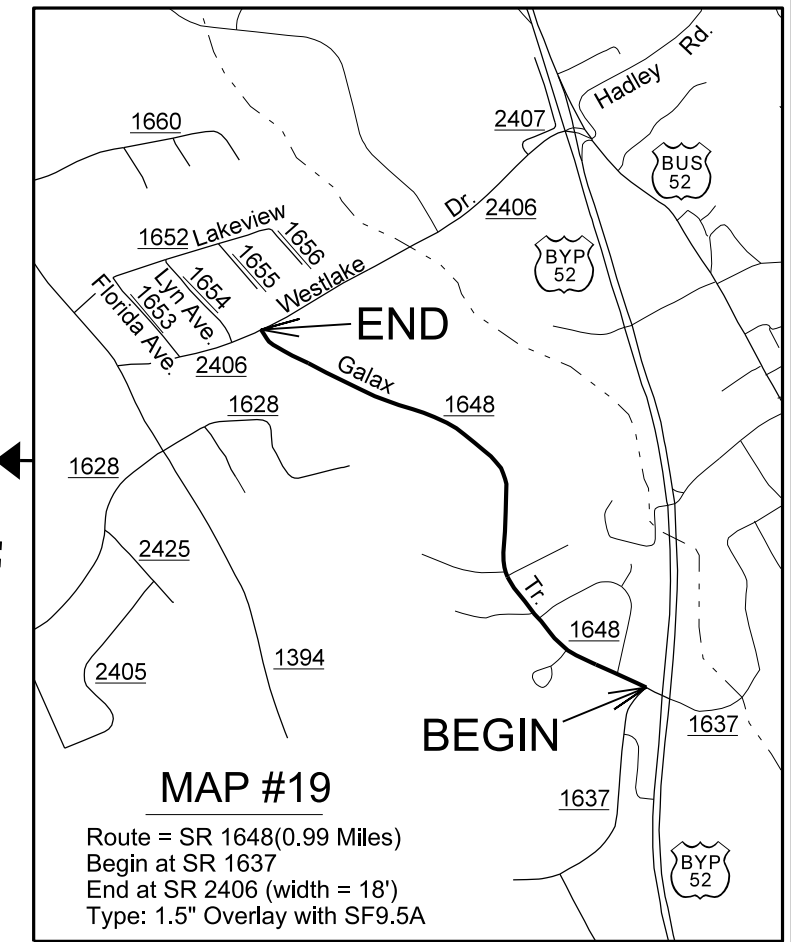 Hadley Rd.
2407
1660
BUS
52
Dr.
2406
1652 Lakeview
1656
1655
BYP
52
1654
Westlake
Lyn Ave.
1653
Florida Ave.
END
2406
Galax
1628
1648
1628
2425
Tr.
1648
1394
2405
BEGIN
1637
MAP #19
1637
Route = SR 1648(0.99 Miles)
Begin at SR 1637
End at SR 2406 (width = 18')
Type: 1.5" Overlay with SF9.5A
BYP
52